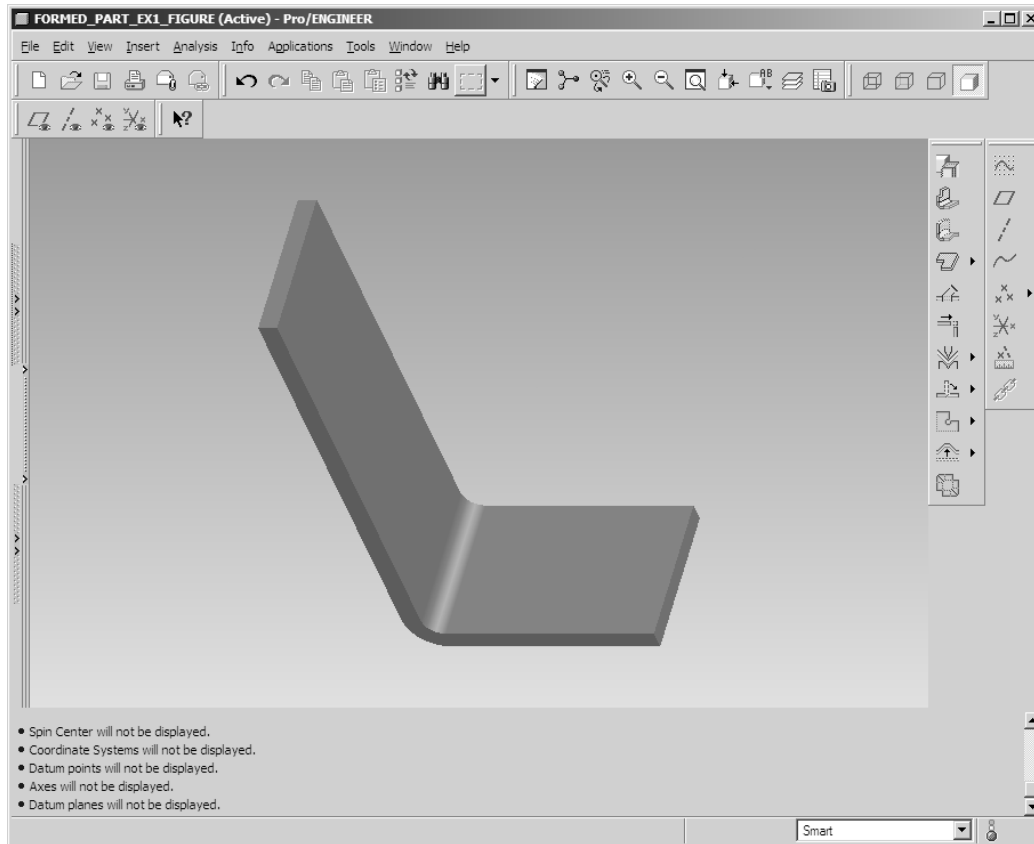 FORMED_PART_EX1_FIGURE (Active) - Pro/ENGINEER
File Edit View Insert Analysis Info Applications Tools Window Help
• Spin Center will not be displayed.
• Coordinate Systems will not be displayed.
• Datum points will not be displayed.
• Axes will not be displayed.
• Datum planes will not be displayed.
Smart